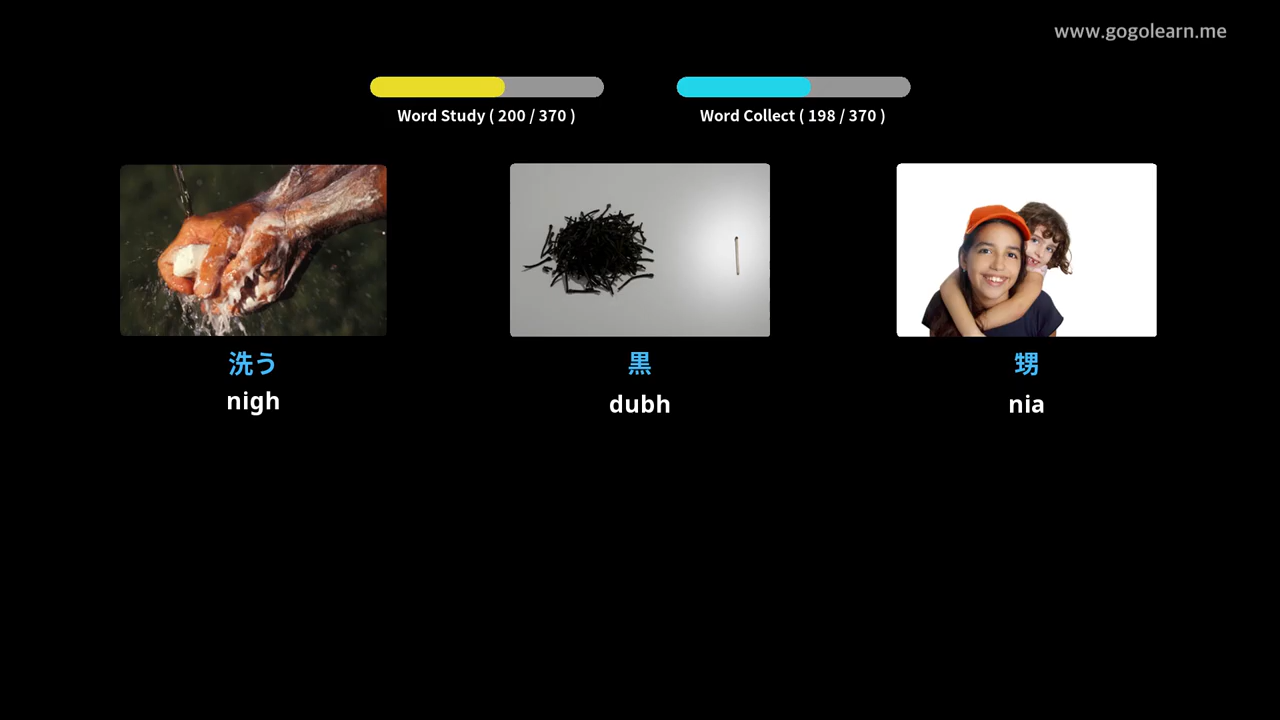 www.gogolearn.me
Word Study ( 200 / 370 )
Word Collect ( 198 / 370 )
洗う
nigh
黒
dubh
甥
nia